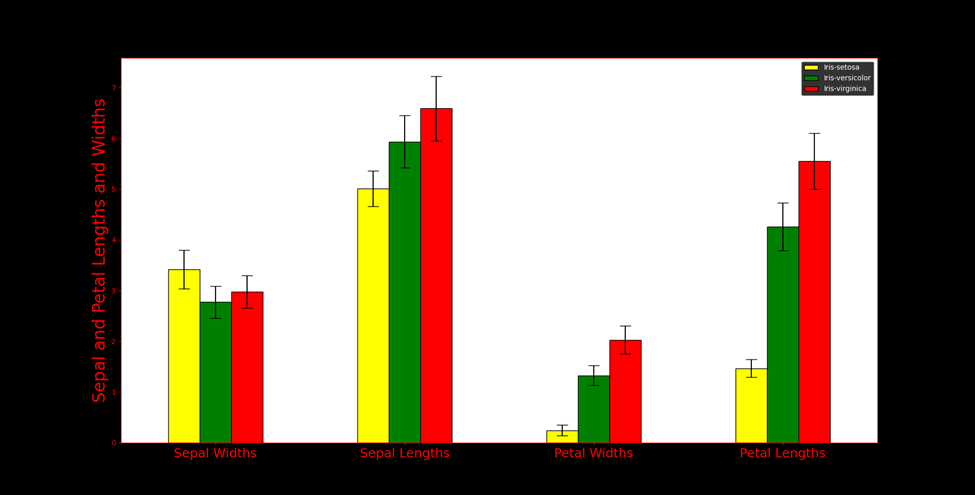 Iris-setosa
Iris-versicolor
Iris-virginica
Sepal and Petal Lengths and Widths
7
6
5
4
3
2
1
0
Sepal Widths Sepal Lengths Petal Widths Petal Lengths